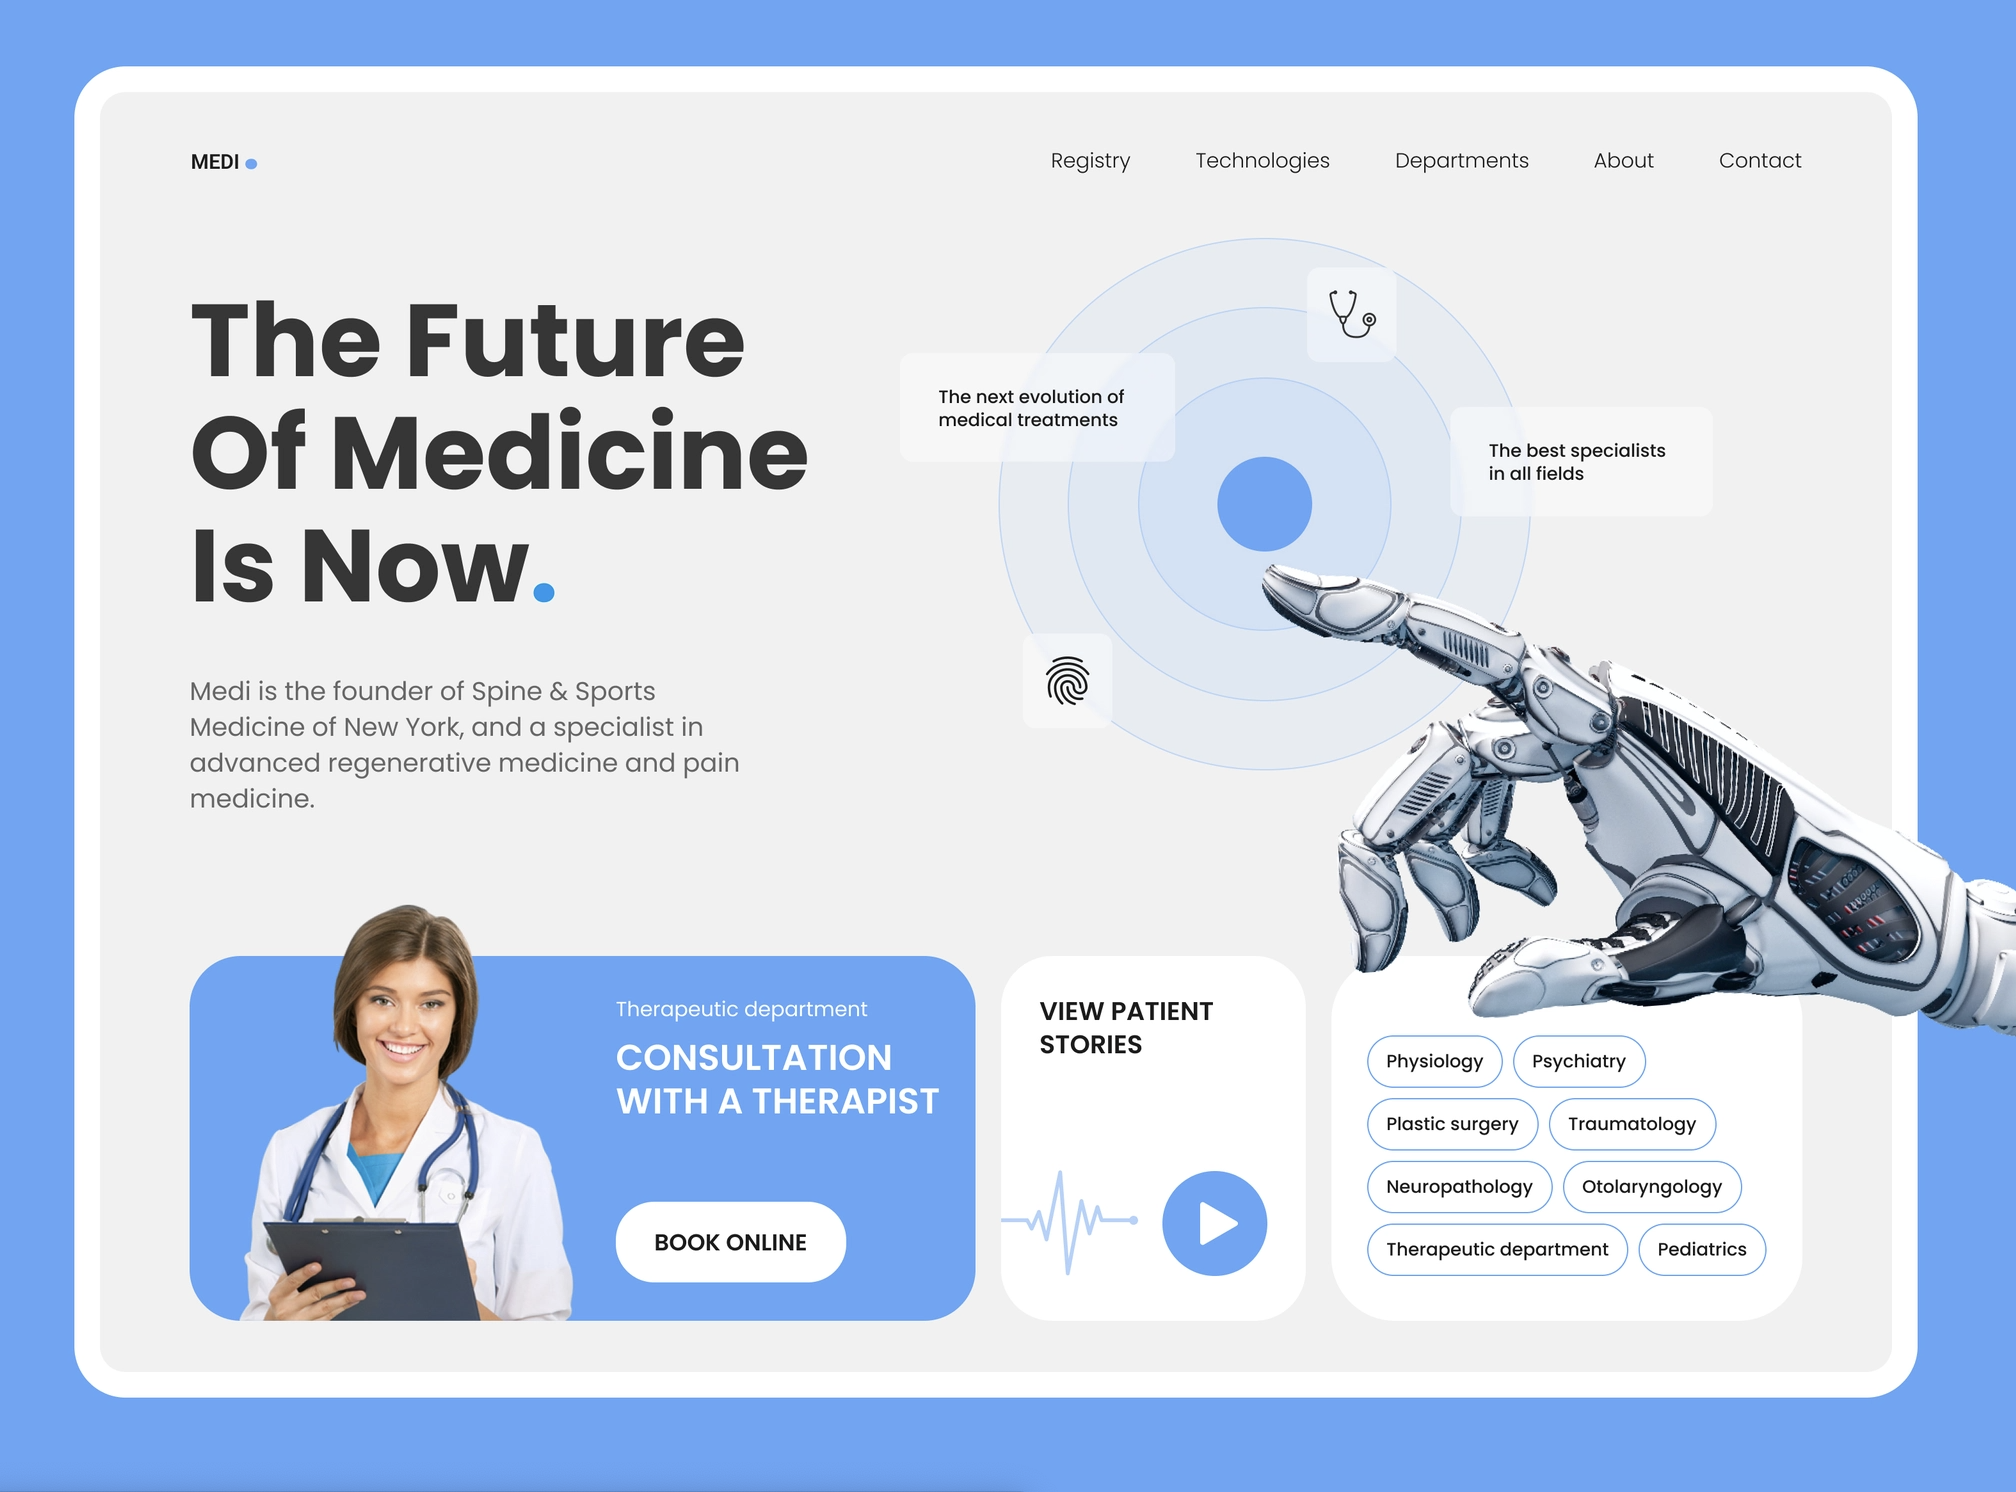 MEDI
Registry
Technologies
Departments
About
Contact
The Future
Of Medicine
Is Now.
Medi is the founder of Spine & Sports
Medicine of New York, and a specialist in
advanced regenerative medicine and pain
medicine.
The next evolution of
medical treatments
The best specialists
in all fields
Therapeutic department
CONSULTATION
WITH A THERAPIST
BOOK ONLINE
VIEW PATIENT
STORIES
Physiology
Psychiatry
Plastic surgery
Traumatology
Neuropathology
Otolaryngology
Therapeutic department
Pediatrics